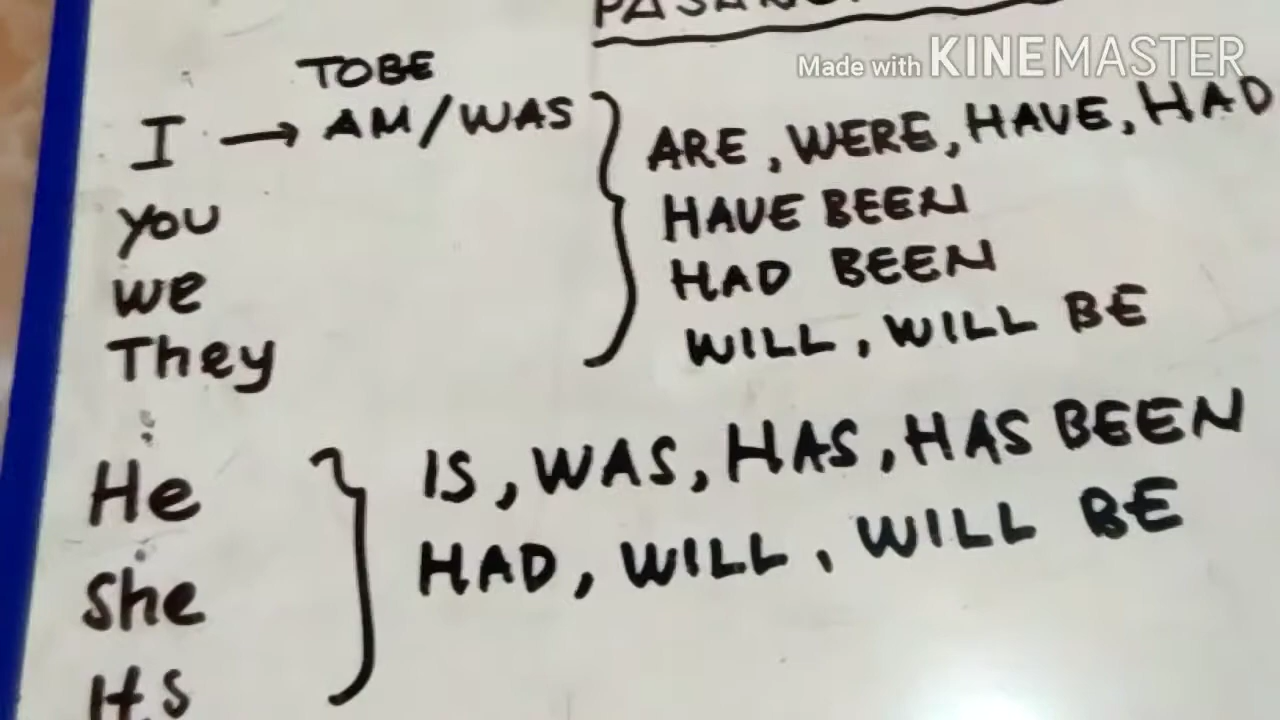 Made with KINEMASTER
TOBE
I → AM/WAS
ARE, WERE, HAVE, HAD
YOU
HAVE BEEN
WE
HAD BEEN
They
WILL, WILL BE
He
IS, WAS, HAS, HAS BEEN
She
HAD, WILL, WILL BE
Its